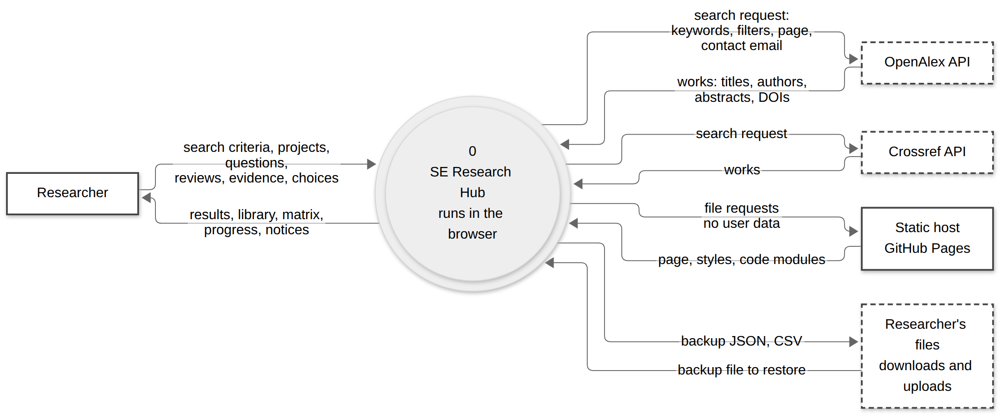 search request:
keywords, filters, page,
contact email
OpenAlex API
works: titles, authors,
abstracts, DOIs
search request
Crossref API
works
search criteria, projects,
questions,
reviews, evidence, choices
Researcher
results, library, matrix,
progress, notices
0
SE Research
Hub
runs in the
browser
file requests
no user data
Static host
GitHub Pages
page, styles, code modules
backup JSON, CSV
backup file to restore
Researcher's
files
downloads and
uploads